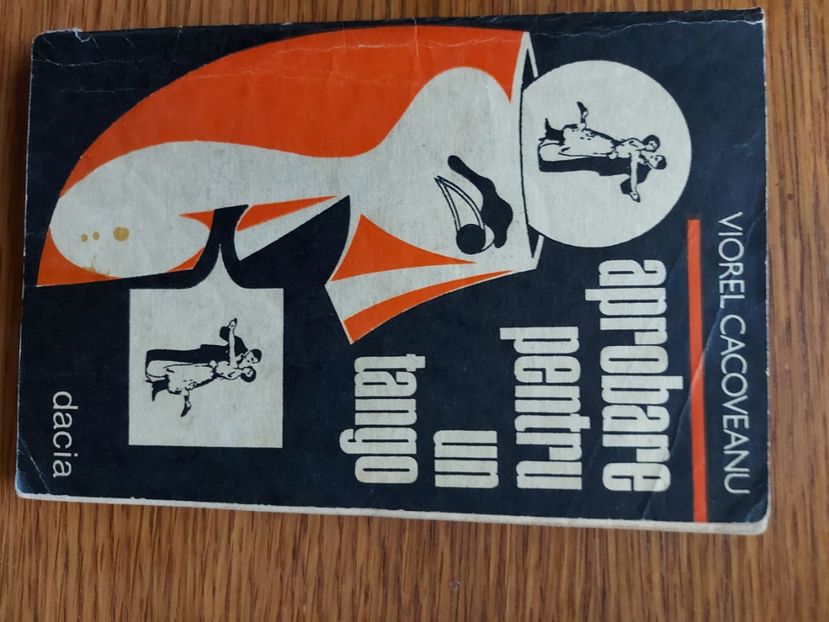 VIOREL CACOVEANU
aprobare
pentru
un
tango
dacia